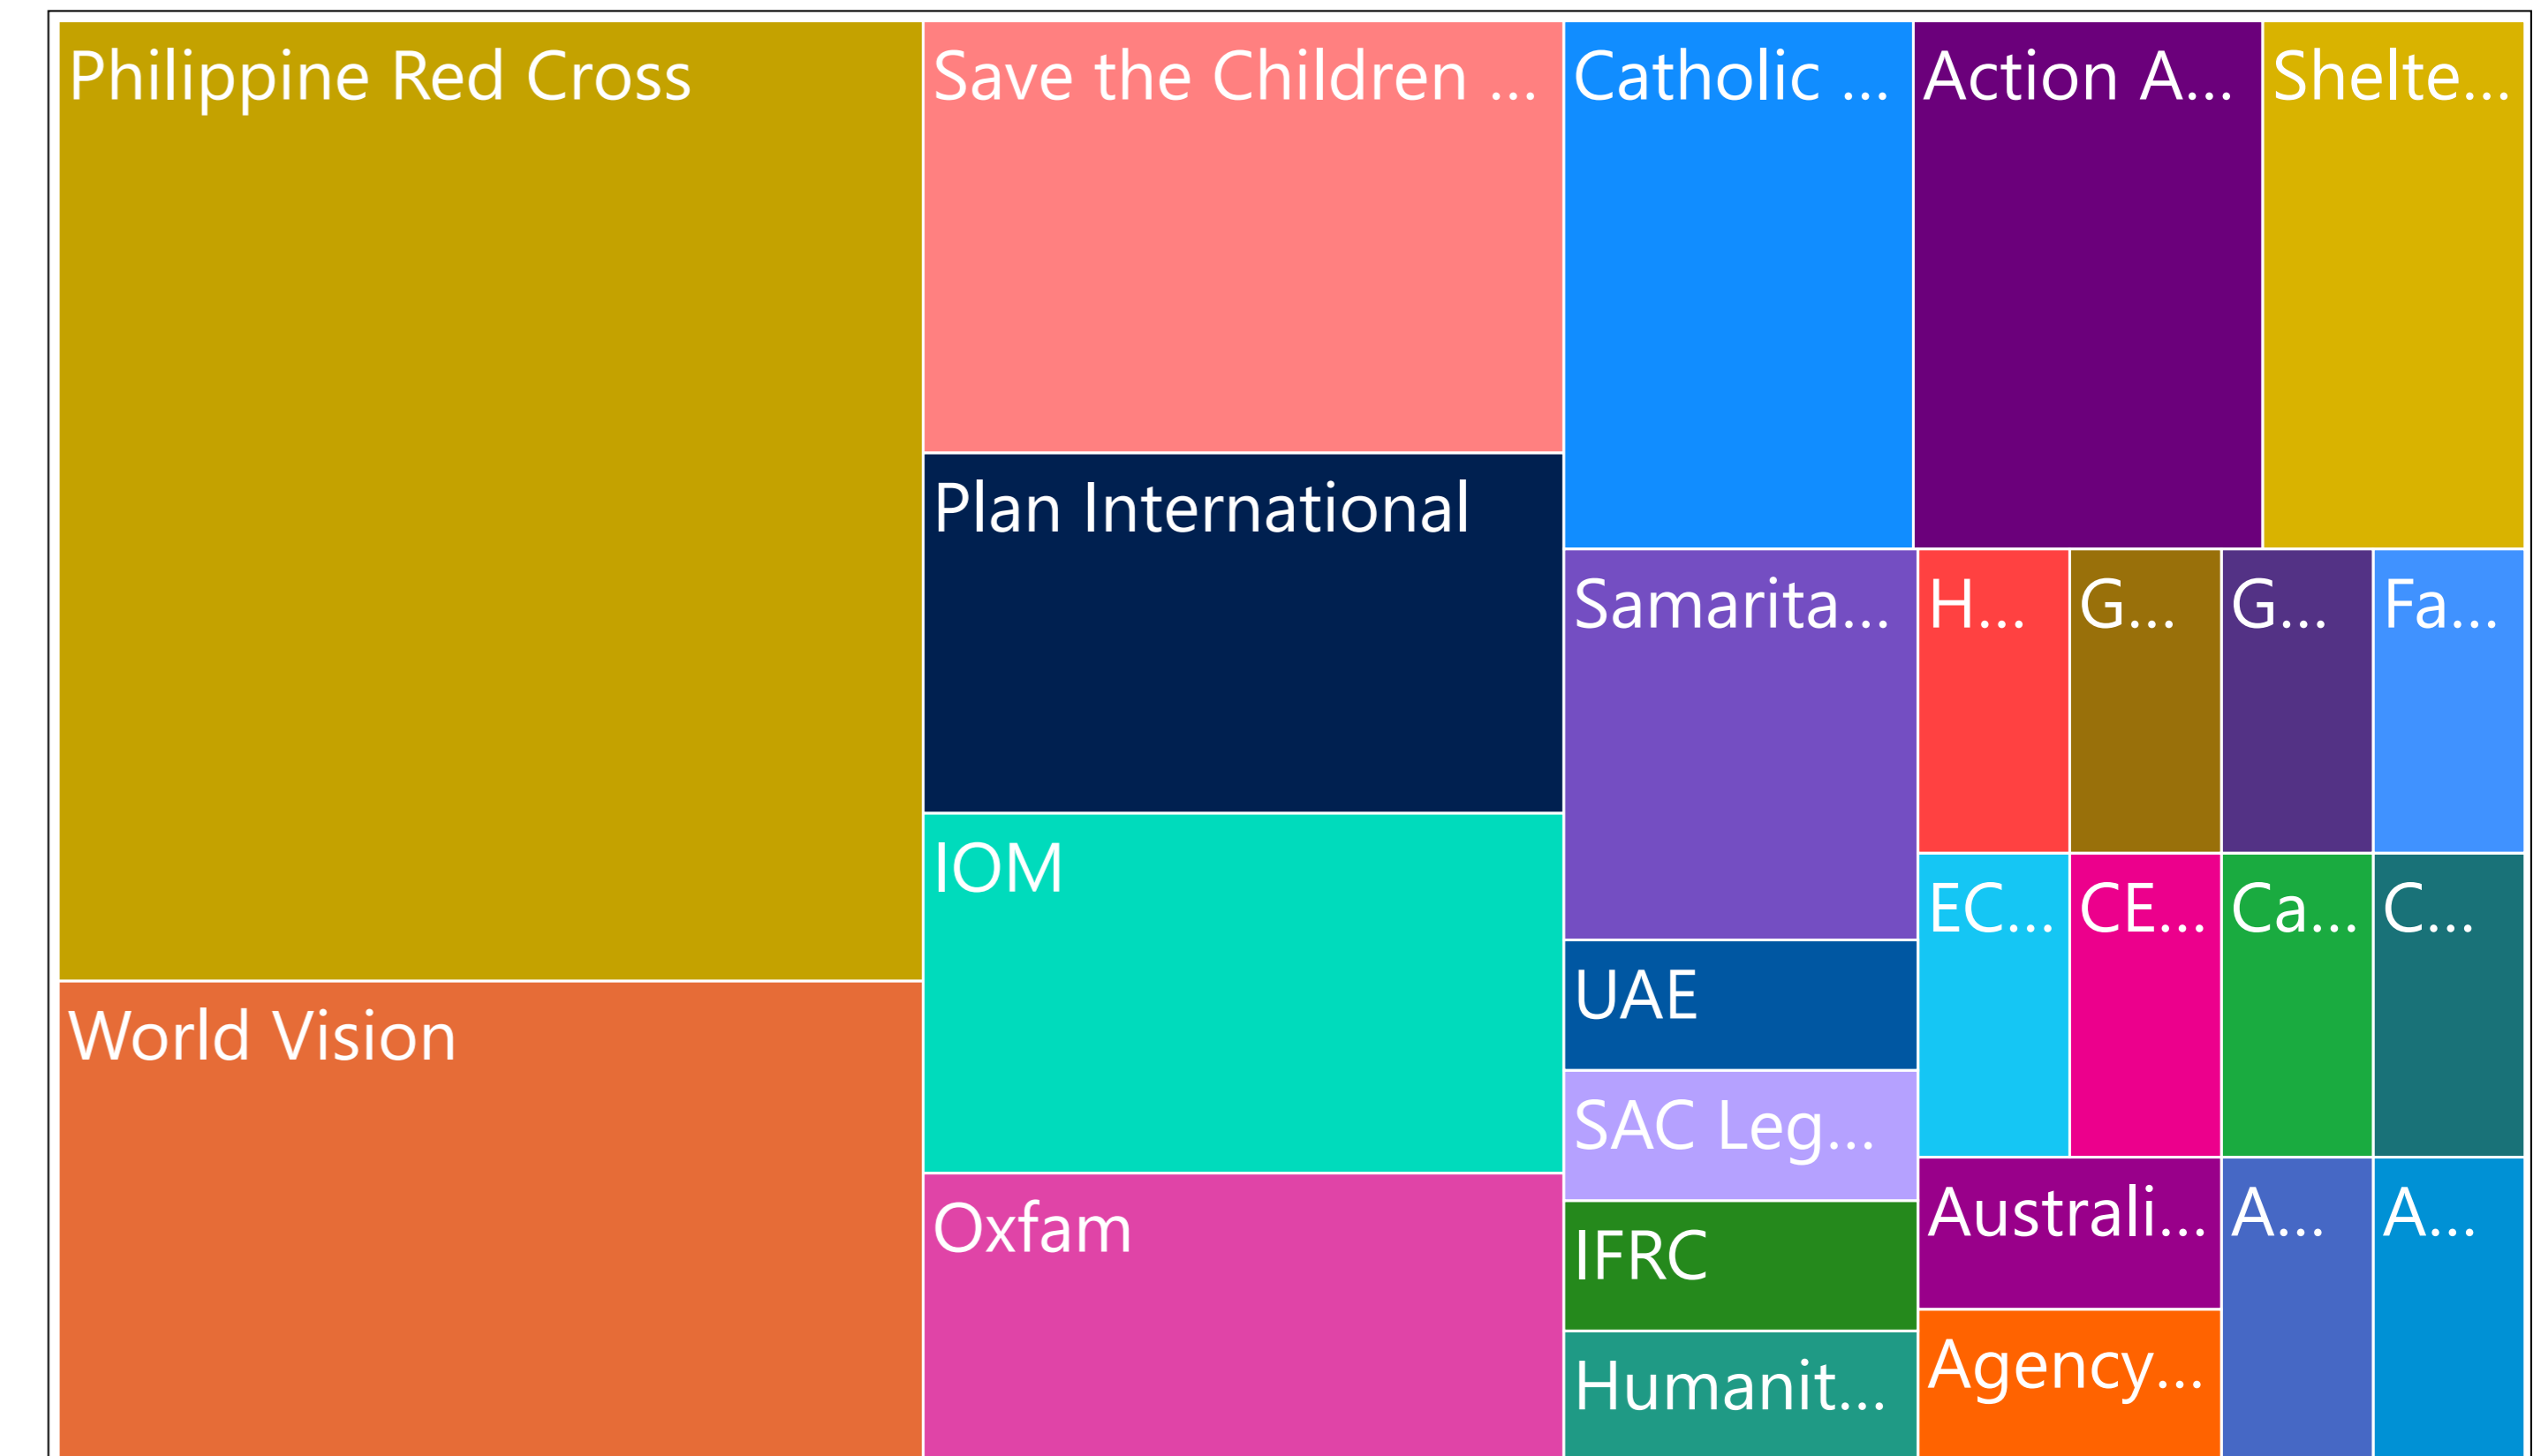 Philippine Red Cross
World Vision
Save the Children ...
Plan International
IOM
Oxfam
Catholic ...
Action A...
Shelte...
Samarita...
UAE
SAC Leg...
IFRC
Humanit...
H...
G...
G...
Fa...
EC...
CE...
Ca...
C...
Australi...
Agency...
A...
A...